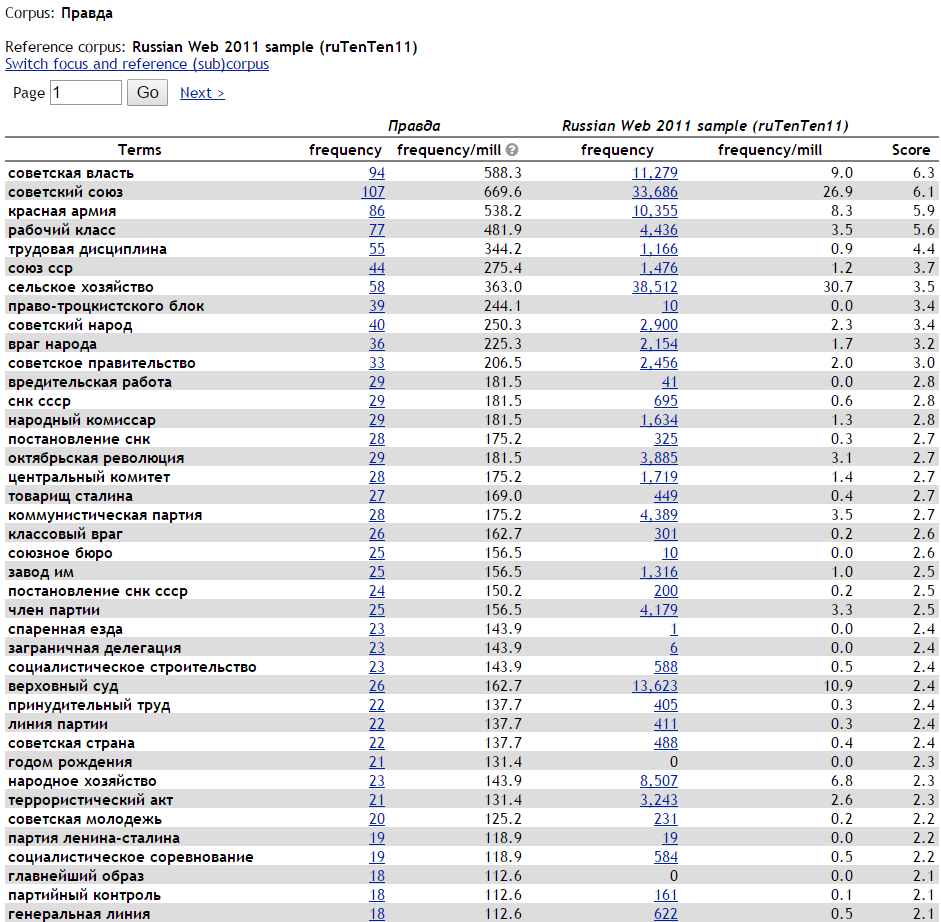 Corpus: Правда
Reference corpus: Russian Web 2011 sample (ruTenTen11)
Switch focus and reference (sub)corpus
Page 1 Go Next >
Правда Russian Web 2011 sample (ruTenTen11)
Terms frequency frequency/mill ? frequency frequency/mill Score
советская власть 94 588.3 11,279 9.0 6.3
советский союз 107 669.6 33,686 26.9 6.1
красная армия 86 538.2 10,355 8.3 5.9
рабочий класс 77 481.9 4,436 3.5 5.6
трудовая дисциплина 55 344.2 1,166 0.9 4.4
союз сср 44 275.4 1,476 1.2 3.7
сельское хозяйство 58 363.0 38,512 30.7 3.5
право-троцкистского блок 39 244.1 10 0.0 3.4
советский народ 40 250.3 2,900 2.3 3.4
враг народа 36 225.3 2,154 1.7 3.2
советское правительство 33 206.5 2,456 2.0 3.0
вредительская работа 29 181.5 41 0.0 2.8
снк ссср 29 181.5 695 0.6 2.8
народный комиссар 29 181.5 1,634 1.3 2.8
постановление снк 28 175.2 325 0.3 2.7
октябрьская революция 29 181.5 3,885 3.1 2.7
центральный комитет 28 175.2 1,719 1.4 2.7
товарищ сталина 27 169.0 449 0.4 2.7
коммунистическая партия 28 175.2 4,389 3.5 2.7
классовый враг 26 162.7 301 0.2 2.6
союзное бюро 25 156.5 10 0.0 2.6
завод им 25 156.5 1,316 1.0 2.5
постановление снк ссср 24 150.2 200 0.2 2.5
член партии 25 156.5 4,179 3.3 2.5
спаренная езда 23 143.9 1 0.0 2.4
заграничная делегация 23 143.9 6 0.0 2.4
социалистическое строительство 23 143.9 588 0.5 2.4
верховный суд 26 162.7 13,623 10.9 2.4
принудительный труд 22 137.7 405 0.3 2.4
линия партии 22 137.7 411 0.3 2.4
советская страна 22 137.7 488 0.4 2.4
годом рождения 21 131.4 0 0.0 2.3
народное хозяйство 23 143.9 8,507 6.8 2.3
террористический акт 21 131.4 3,243 2.6 2.3
советская молодежь 20 125.2 231 0.2 2.2
партия ленина-сталина 19 118.9 19 0.0 2.2
социалистическое соревнование 19 118.9 584 0.5 2.2
главнейший образ 18 112.6 0 0.0 2.1
партийный контроль 18 112.6 161 0.1 2.1
генеральная линия 18 112.6 622 0.5 2.1